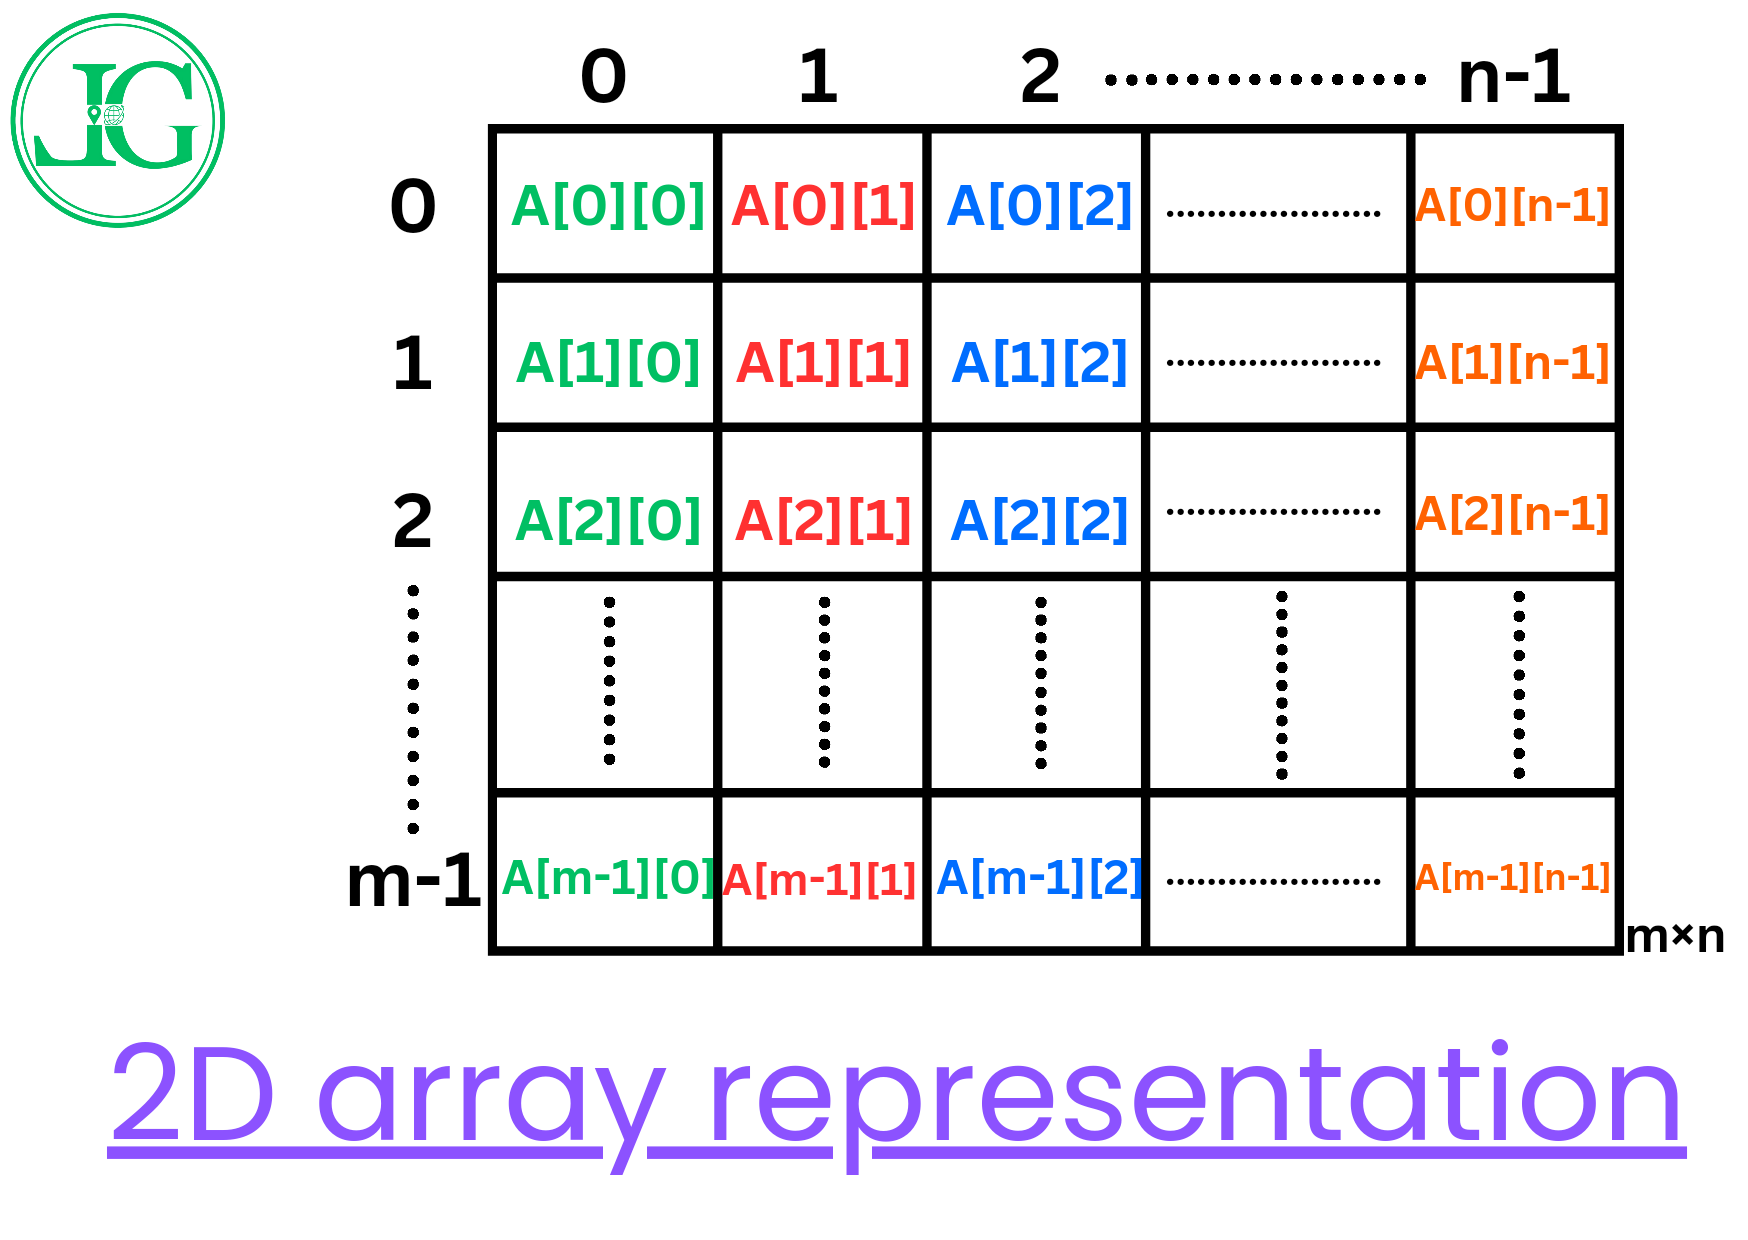 0 1 2 ................ n-1
0 A[0][0] A[0][1] A[0][2] ..................... A[0][n-1]
1 A[1][0] A[1][1] A[1][2] ..................... A[1][n-1]
2 A[2][0] A[2][1] A[2][2] ..................... A[2][n-1]
m-1 A[m-1][0] A[m-1][1] A[m-1][2] ..................... A[m-1][n-1]
m×n
2D array representation